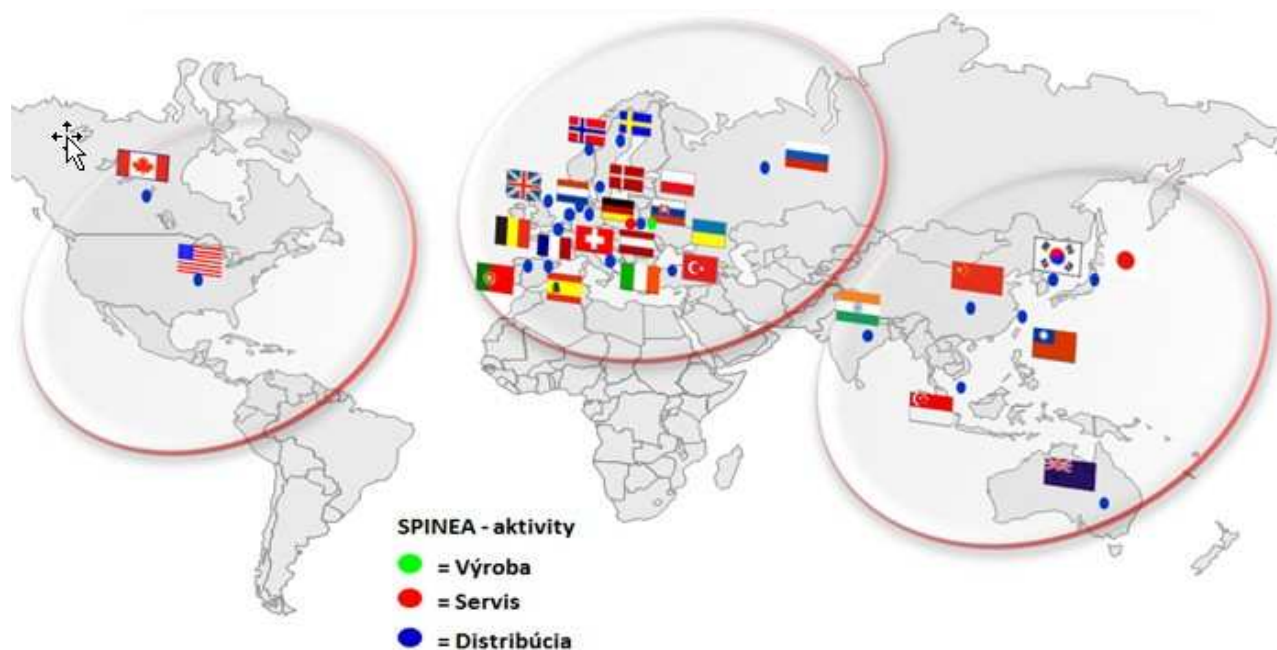 SPINEA - aktivity
= Výroba
= Servis
= Distribúcia